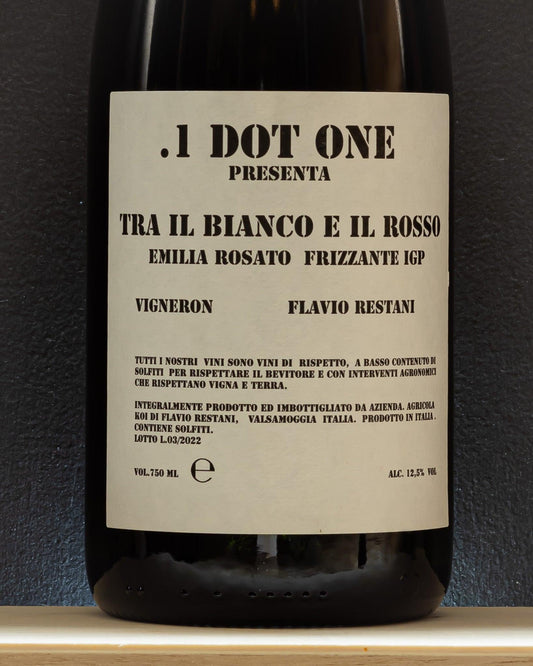 .1 DOT ONE
PRESENTA
TRA IL BIANCO E IL ROSSO
EMILIA ROSATO FRIZZANTE IGP
VIGNERON FLAVIO RESTANI
TUTTI I NOSTRI VINI SONO VINI DI RISPETTO, A BASSO CONTENUTO DI
SOLFITI PER RISPETTARE IL BEVITORE E CON INTERVENTI AGRONOMICI
CHE RISPETTANO VIGNA E TERRA.
INTEGRALMENTE PRODOTTO ED IMBOTTIGLIATO DA AZIENDA. AGRICOLA
KOI DI FLAVIO RESTANI, VALSAMOGGIA ITALIA. PRODOTTO IN ITALIA.
CONTIENE SOLFITI.
LOTTO L.03/2022
VOL.750 ML e ALC. 12,5% VOL